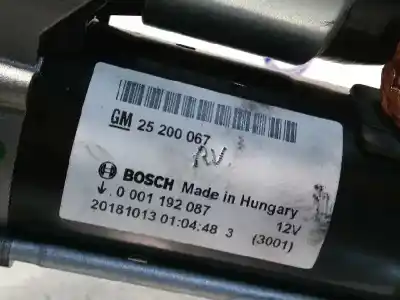 GM 25 200 067
RV.
BOSCH Made in Hungary
0 001 192 087 12V
20181013 01:04:48 3 (3001)